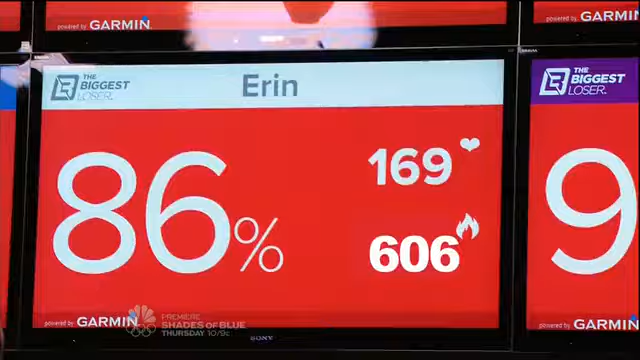 powered by GARMIN
powered by GARMIN
THE BIGGEST LOSER
Erin
86%
169
606
powered by GARMIN
PREMIERE
SHADES OF BLUE
THURSDAY 10/9c
SONY
THE BIGGEST LOSER
9
powered by GARMIN